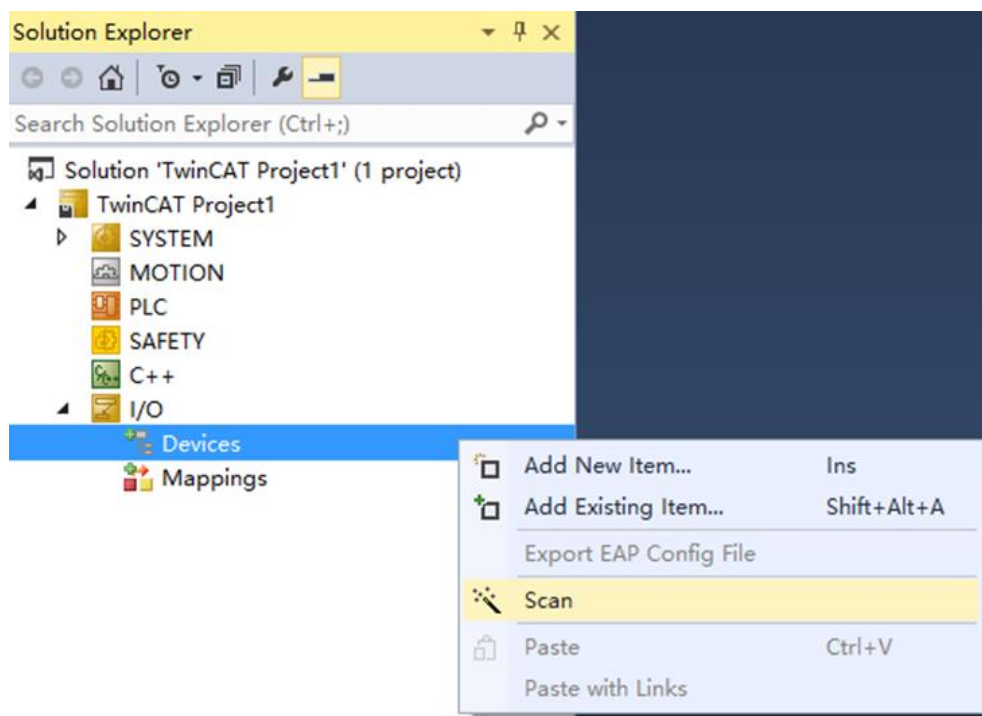 Solution Explorer
Search Solution Explorer (Ctrl+;)
Solution 'TwinCAT Project1' (1 project)
TwinCAT Project1
SYSTEM
MOTION
PLC
SAFETY
C++
I/O
Devices
Mappings
Add New Item... Ins
Add Existing Item... Shift+Alt+A
Export EAP Config File
Scan
Paste Ctrl+V
Paste with Links